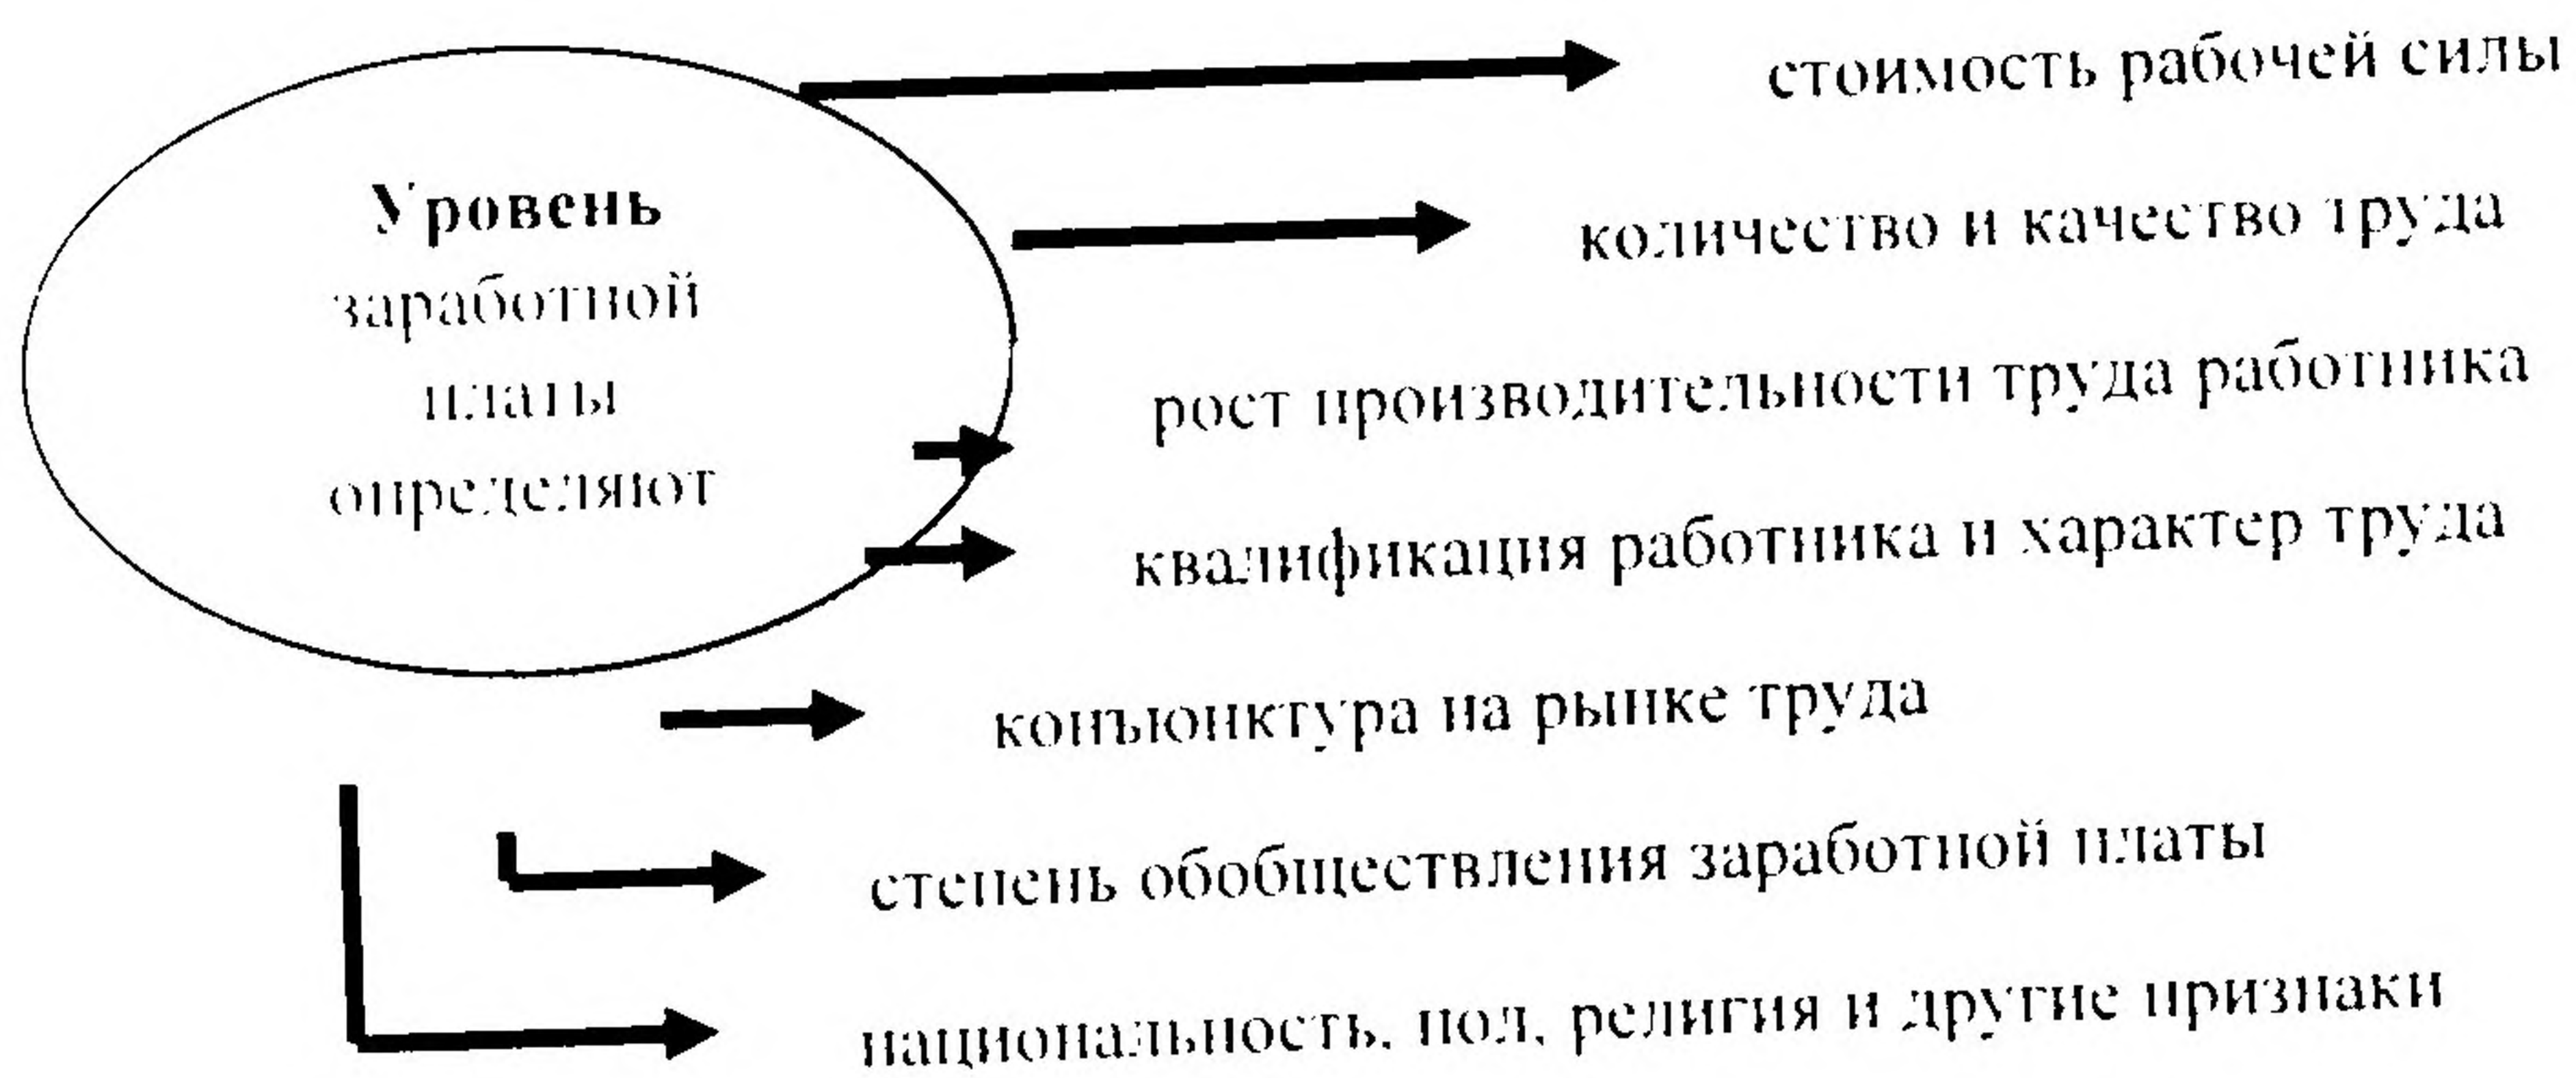 Уровень
заработной
платы
определяют
стоимость рабочей силы
количество и качество труда
рост производительности труда работника
квалификация работника и характер труда
конъюнктура на рынке труда
степень обобществления заработной платы
национальность, пол, религия и другие признаки